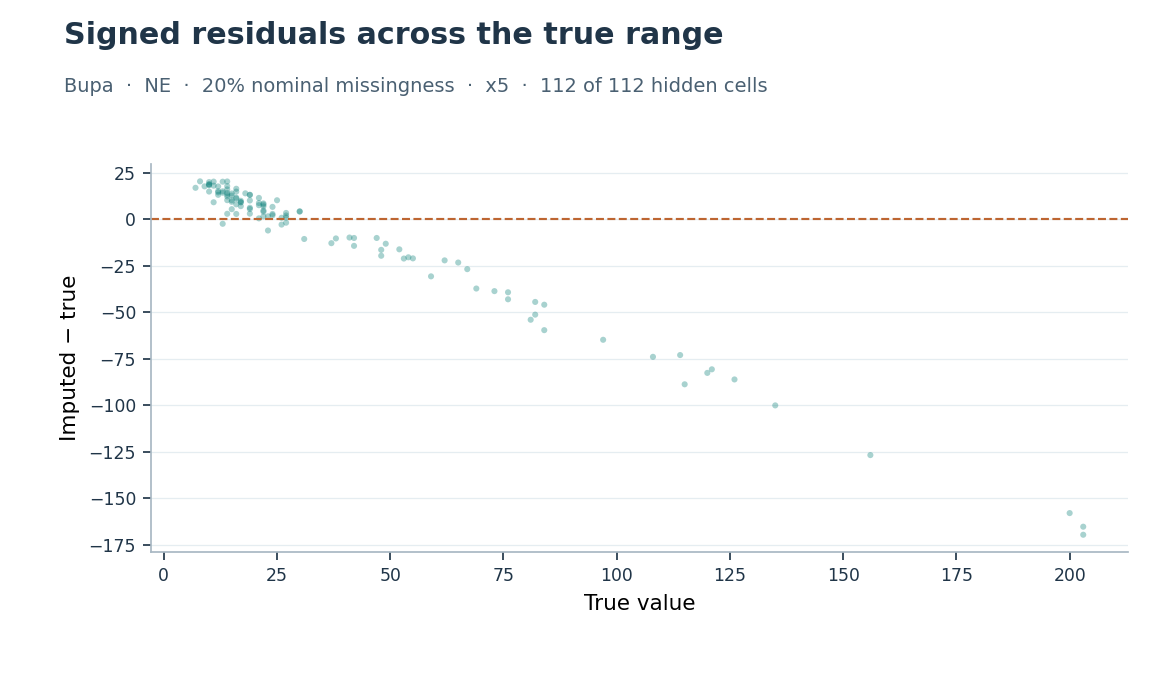 Signed residuals across the true range
Bupa · NE · 20% nominal missingness · x5 · 112 of 112 hidden cells
25
0
−25
−50
−75
−100
−125
−150
−175
Imputed − true
0 25 50 75 100 125 150 175 200
True value